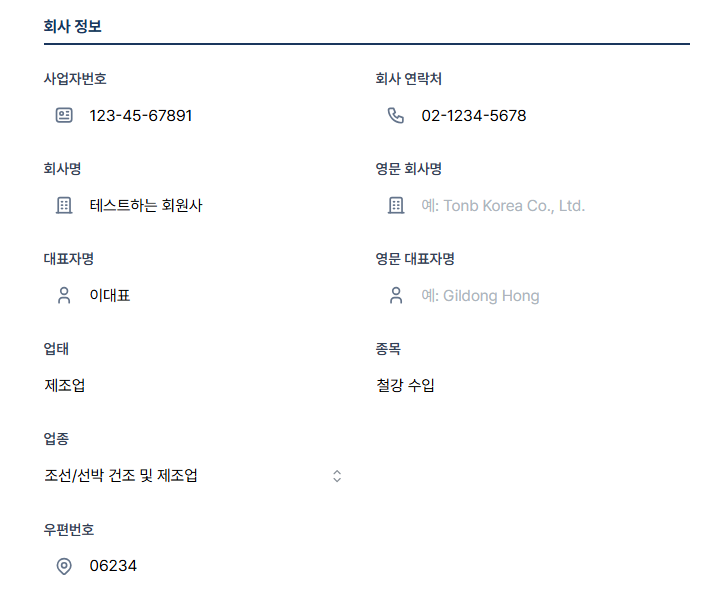 회사 정보
사업자번호
회사 연락처
123-45-67891
02-1234-5678
회사명
영문 회사명
테스트하는 회원사
예: Tonb Korea Co., Ltd.
대표자명
영문 대표자명
이대표
예: Gildong Hong
업태
종목
제조업
철강 수입
업종
조선/선박 건조 및 제조업
우편번호
06234